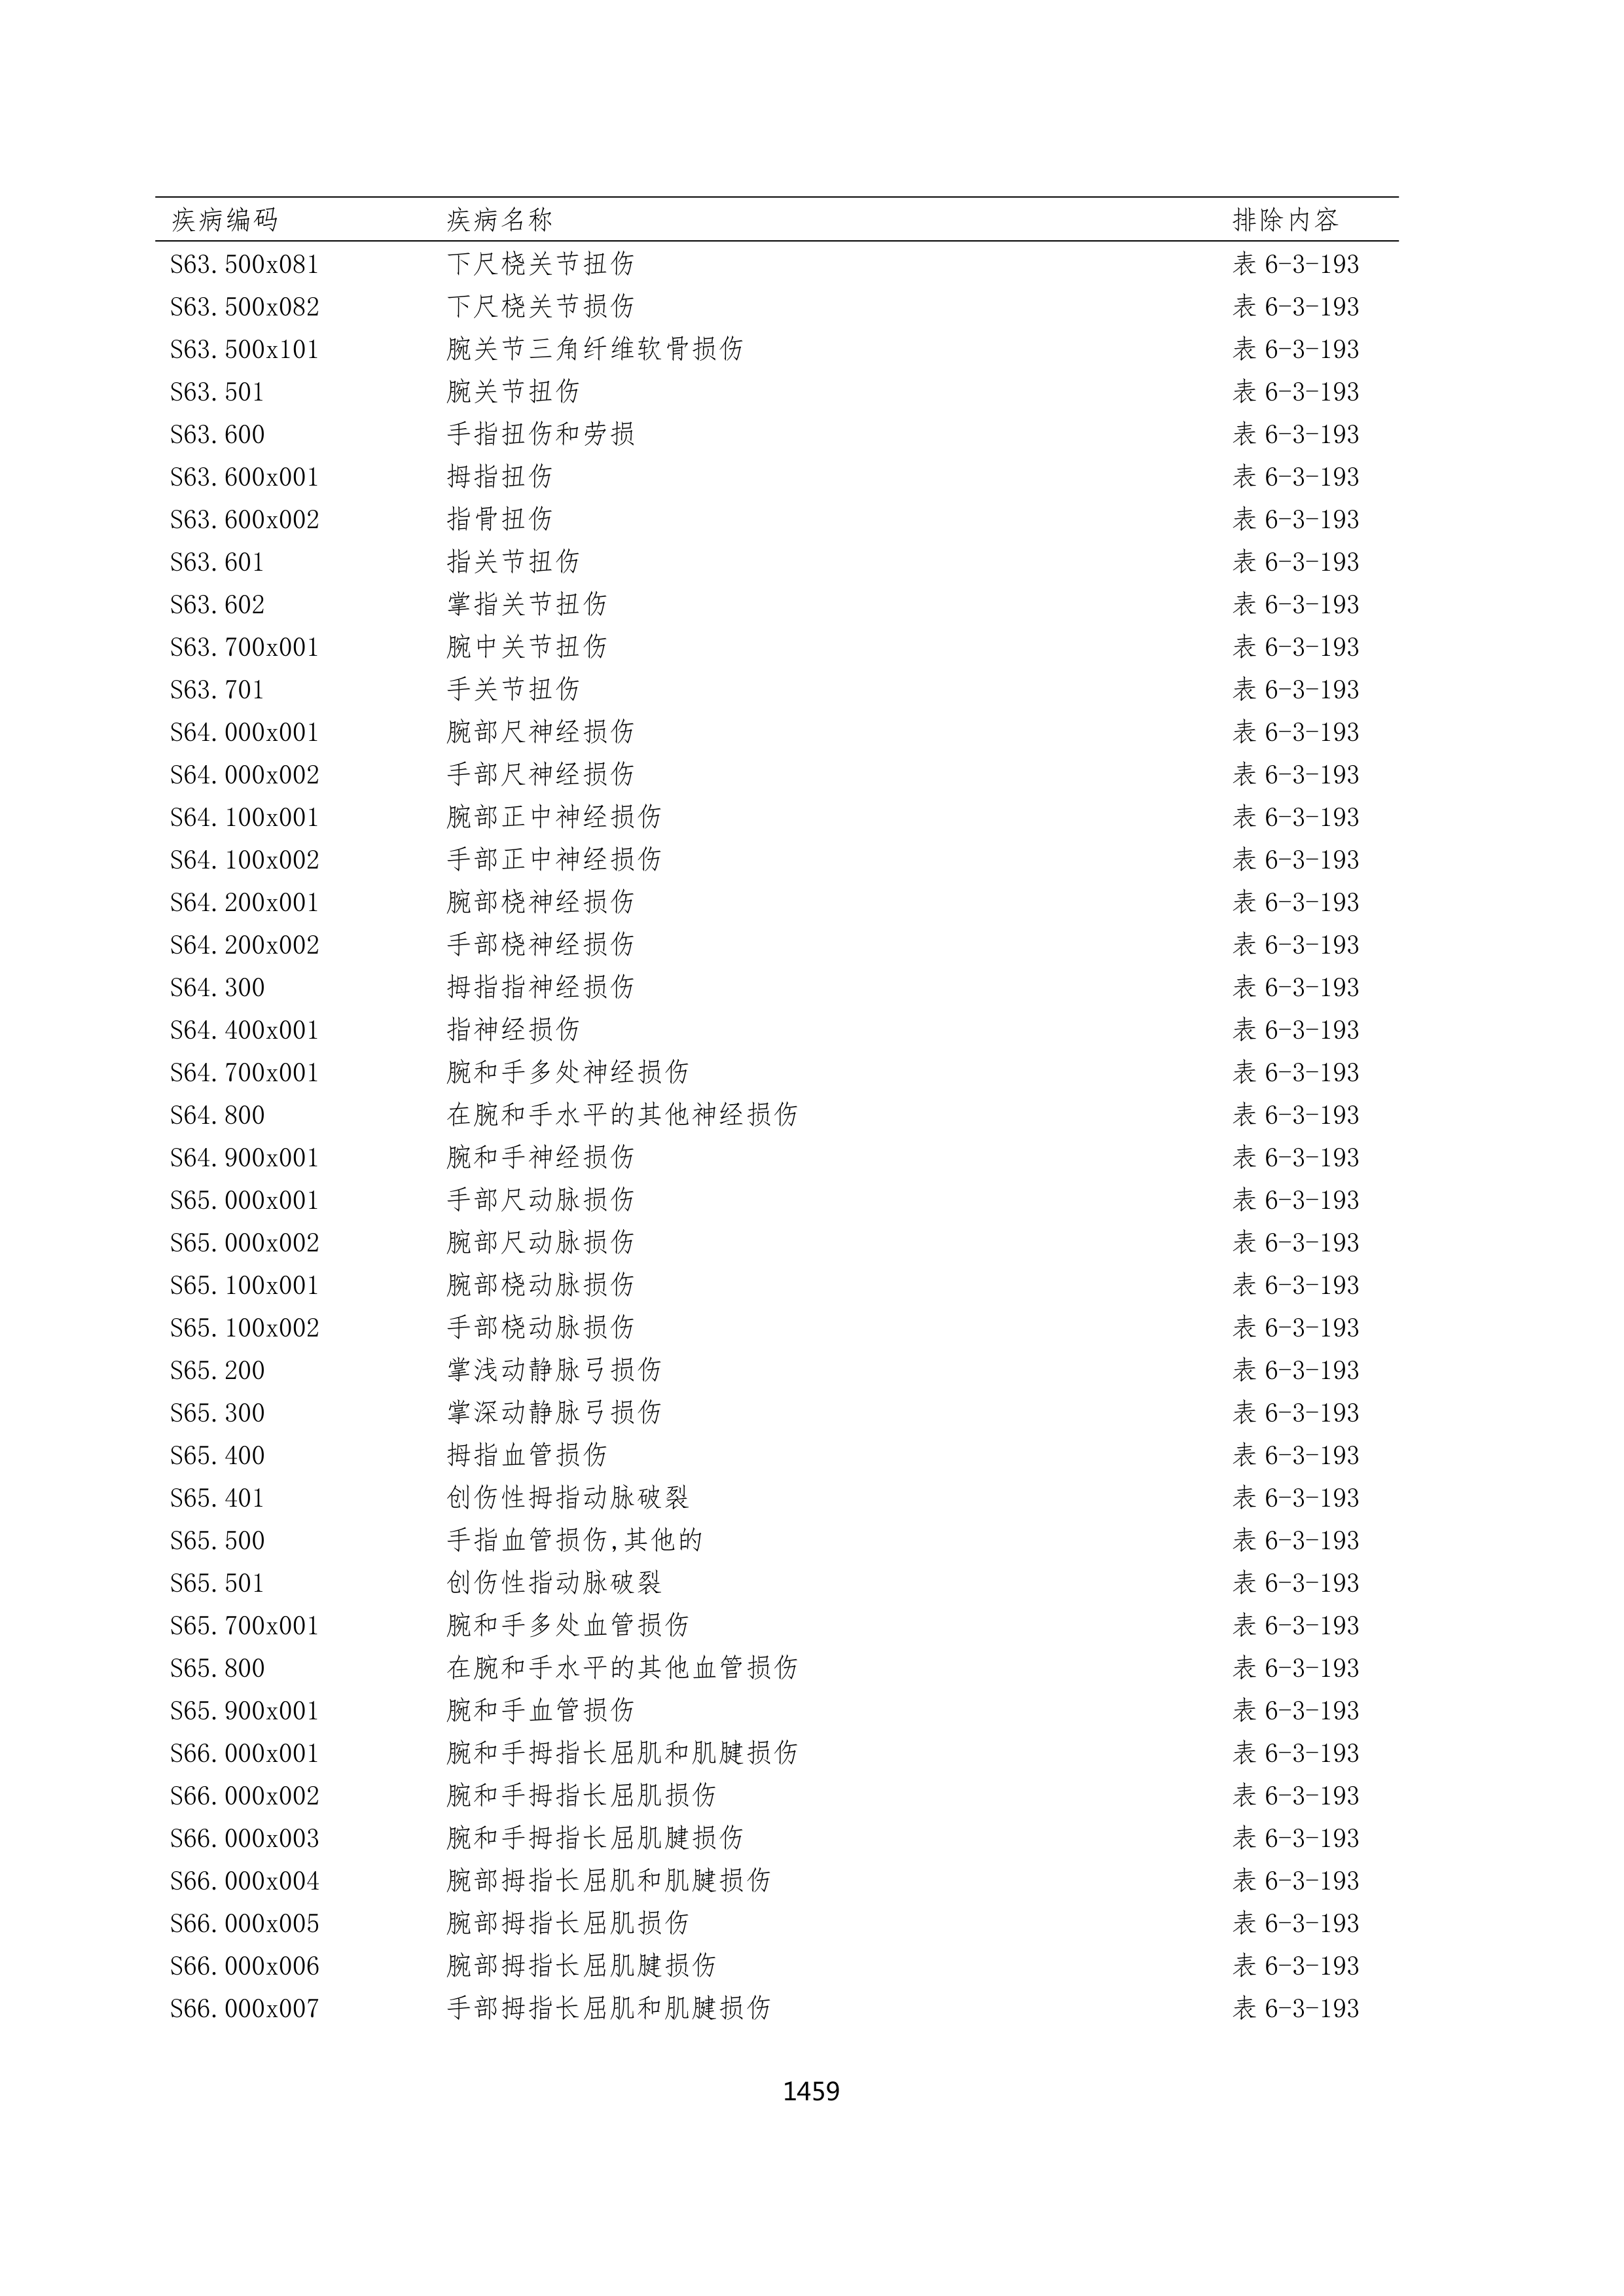 疾病编码 疾病名称 排除内容
S63.500x081 下尺桡关节扭伤 表 6-3-193
S63.500x082 下尺桡关节损伤 表 6-3-193
S63.500x101 腕关节三角纤维软骨损伤 表 6-3-193
S63.501 腕关节扭伤 表 6-3-193
S63.600 手指扭伤和劳损 表 6-3-193
S63.600x001 拇指扭伤 表 6-3-193
S63.600x002 指骨扭伤 表 6-3-193
S63.601 指关节扭伤 表 6-3-193
S63.602 掌指关节扭伤 表 6-3-193
S63.700x001 腕中关节扭伤 表 6-3-193
S63.701 手关节扭伤 表 6-3-193
S64.000x001 腕部尺神经损伤 表 6-3-193
S64.000x002 手部尺神经损伤 表 6-3-193
S64.100x001 腕部正中神经损伤 表 6-3-193
S64.100x002 手部正中神经损伤 表 6-3-193
S64.200x001 腕部桡神经损伤 表 6-3-193
S64.200x002 手部桡神经损伤 表 6-3-193
S64.300 拇指指神经损伤 表 6-3-193
S64.400x001 指神经损伤 表 6-3-193
S64.700x001 腕和手多处神经损伤 表 6-3-193
S64.800 在腕和手水平的其他神经损伤 表 6-3-193
S64.900x001 腕和手神经损伤 表 6-3-193
S65.000x001 手部尺动脉损伤 表 6-3-193
S65.000x002 腕部尺动脉损伤 表 6-3-193
S65.100x001 腕部桡动脉损伤 表 6-3-193
S65.100x002 手部桡动脉损伤 表 6-3-193
S65.200 掌浅动静脉弓损伤 表 6-3-193
S65.300 掌深动静脉弓损伤 表 6-3-193
S65.400 拇指血管损伤 表 6-3-193
S65.401 创伤性拇指动脉破裂 表 6-3-193
S65.500 手指血管损伤,其他的 表 6-3-193
S65.501 创伤性指动脉破裂 表 6-3-193
S65.700x001 腕和手多处血管损伤 表 6-3-193
S65.800 在腕和手水平的其他血管损伤 表 6-3-193
S65.900x001 腕和手血管损伤 表 6-3-193
S66.000x001 腕和手拇指长屈肌和肌腱损伤 表 6-3-193
S66.000x002 腕和手拇指长屈肌损伤 表 6-3-193
S66.000x003 腕和手拇指长屈肌腱损伤 表 6-3-193
S66.000x004 腕部拇指长屈肌和肌腱损伤 表 6-3-193
S66.000x005 腕部拇指长屈肌损伤 表 6-3-193
S66.000x006 腕部拇指长屈肌腱损伤 表 6-3-193
S66.000x007 手部拇指长屈肌和肌腱损伤 表 6-3-193
1459